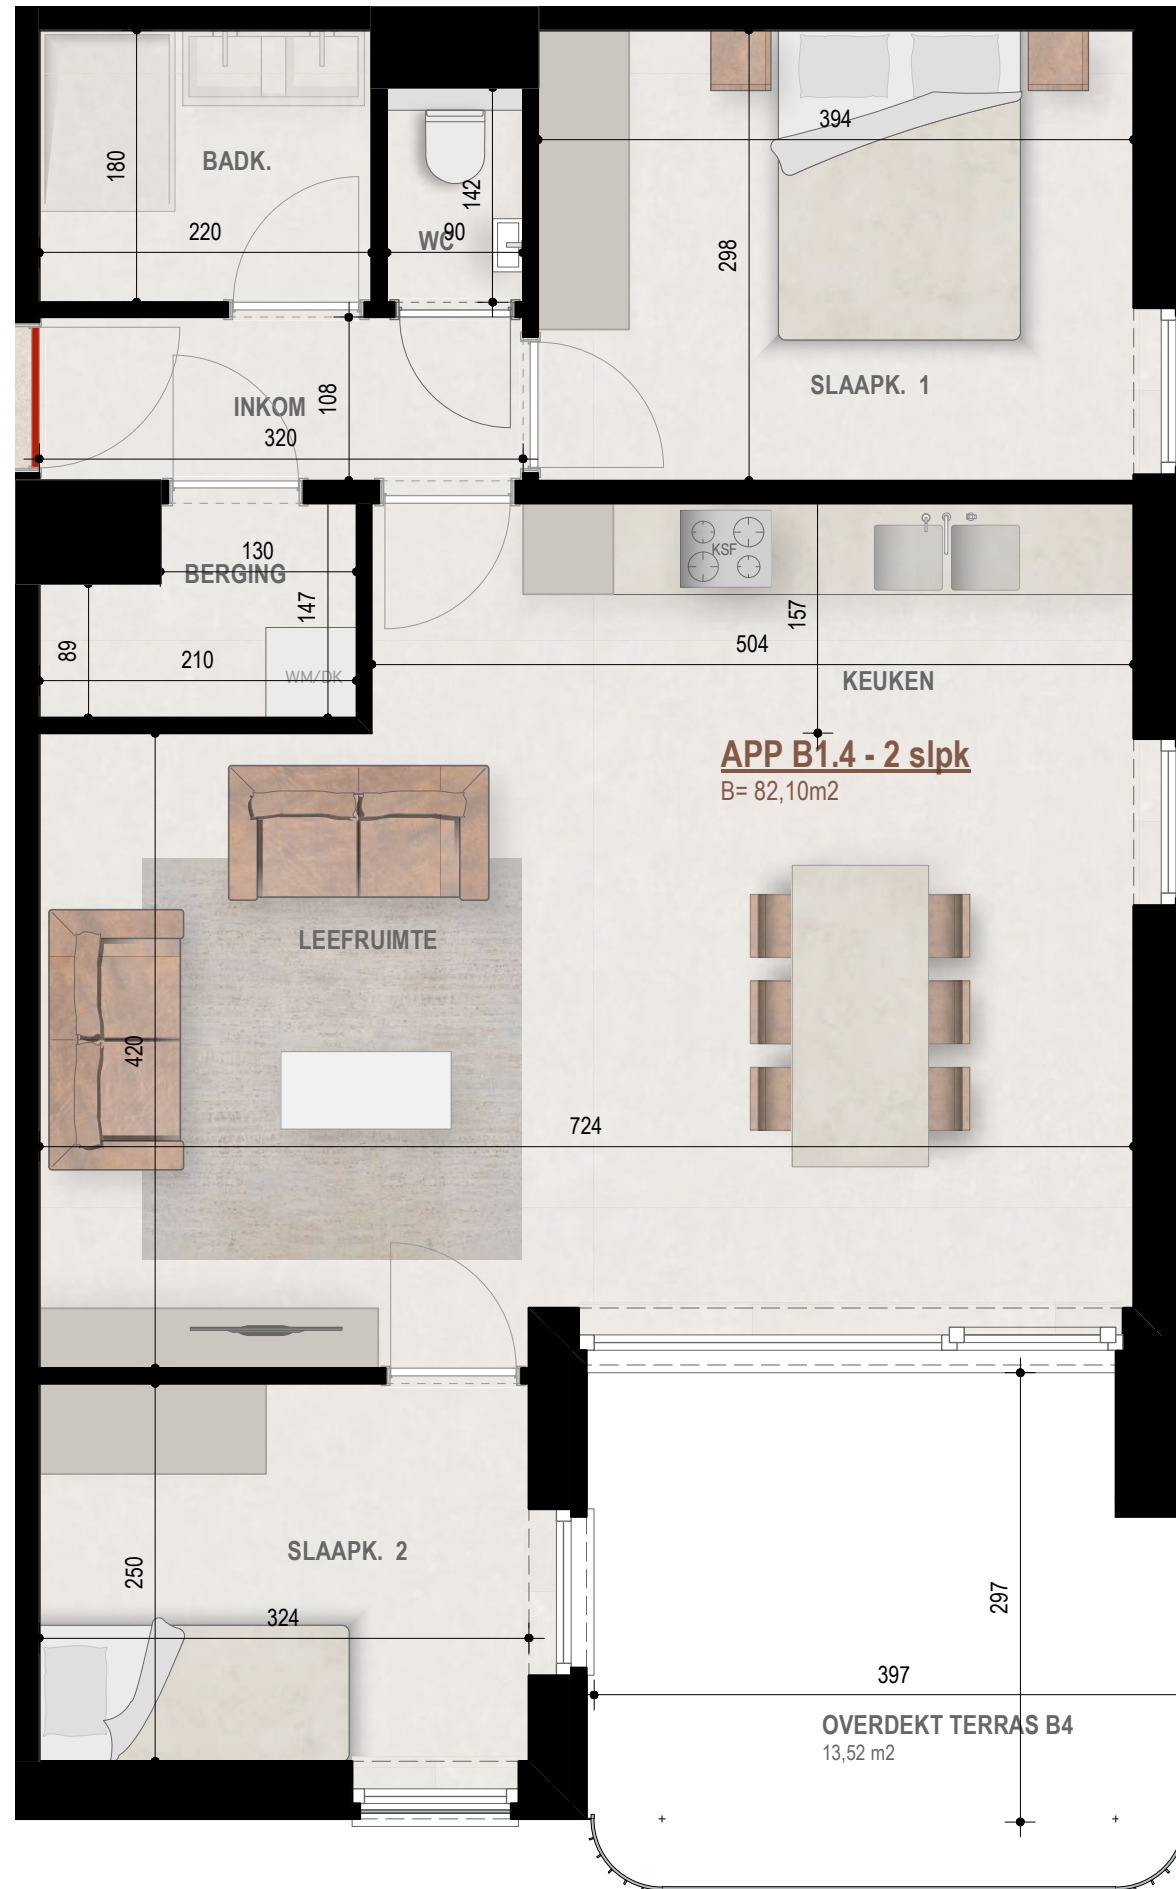 394
180
BADK.
142
220
WC
90
298
SLAAPK. 1
INKOM
108
320
130
BERGING
KSF
147
157
89
210
504
WM/DK
KEUKEN
APP B1.4 - 2 slpk
B= 82,10m2
LEEFRUIMTE
420
724
SLAAPK. 2
250
297
324
397
OVERDEKT TERRAS B4
13,52 m2